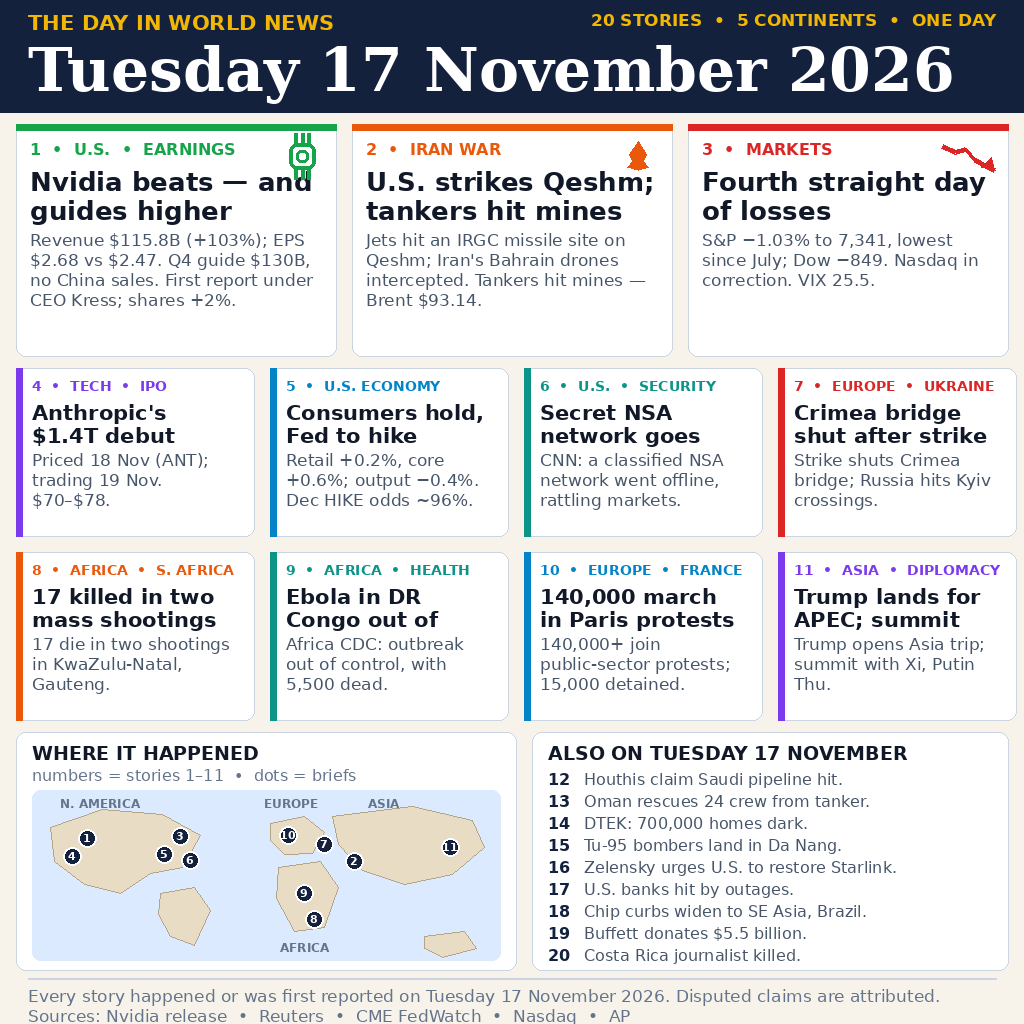 THE DAY IN WORLD NEWS
20 STORIES • 5 CONTINENTS • ONE DAY
Tuesday 17 November 2026
1 • U.S. • EARNINGS
Nvidia beats — and
guides higher
Revenue $115.8B (+103%); EPS
$2.68 vs $2.47. Q4 guide $130B,
no China sales. First report under
CEO Kress; shares +2%.
2 • IRAN WAR
U.S. strikes Qeshm;
tankers hit mines
Jets hit an IRGC missile site on
Qeshm; Iran's Bahrain drones
intercepted. Tankers hit mines —
Brent $93.14.
3 • MARKETS
Fourth straight day
of losses
S&P −1.03% to 7,341, lowest
since July; Dow −849. Nasdaq in
correction. VIX 25.5.
4 • TECH • IPO
Anthropic's
$1.4T debut
Priced 18 Nov (ANT);
trading 19 Nov.
$70–$78.
5 • U.S. ECONOMY
Consumers hold,
Fed to hike
Retail +0.2%, core
+0.6%; output −0.4%.
Dec HIKE odds ~96%.
6 • U.S. • SECURITY
Secret NSA
network goes
CNN: a classified NSA
network went offline,
rattling markets.
7 • EUROPE • UKRAINE
Crimea bridge
shut after strike
Strike shuts Crimea
bridge; Russia hits Kyiv
crossings.
8 • AFRICA • S. AFRICA
17 killed in two
mass shootings
17 die in two shootings
in KwaZulu-Natal,
Gauteng.
9 • AFRICA • HEALTH
Ebola in DR
Congo out of
Africa CDC: outbreak
out of control, with
5,500 dead.
10 • EUROPE • FRANCE
140,000 march
in Paris protests
140,000+ join
public-sector protests;
15,000 detained.
11 • ASIA • DIPLOMACY
Trump lands for
APEC; summit
Trump opens Asia trip;
summit with Xi, Putin
Thu.
WHERE IT HAPPENED
numbers = stories 1–11 • dots = briefs
N. AMERICA EUROPE ASIA
1 3 10 7 11
4 5 6 2
9
8
AFRICA
ALSO ON TUESDAY 17 NOVEMBER
12 Houthis claim Saudi pipeline hit.
13 Oman rescues 24 crew from tanker.
14 DTEK: 700,000 homes dark.
15 Tu-95 bombers land in Da Nang.
16 Zelensky urges U.S. to restore Starlink.
17 U.S. banks hit by outages.
18 Chip curbs widen to SE Asia, Brazil.
19 Buffett donates $5.5 billion.
20 Costa Rica journalist killed.
Every story happened or was first reported on Tuesday 17 November 2026. Disputed claims are attributed.
Sources: Nvidia release • Reuters • CME FedWatch • Nasdaq • AP